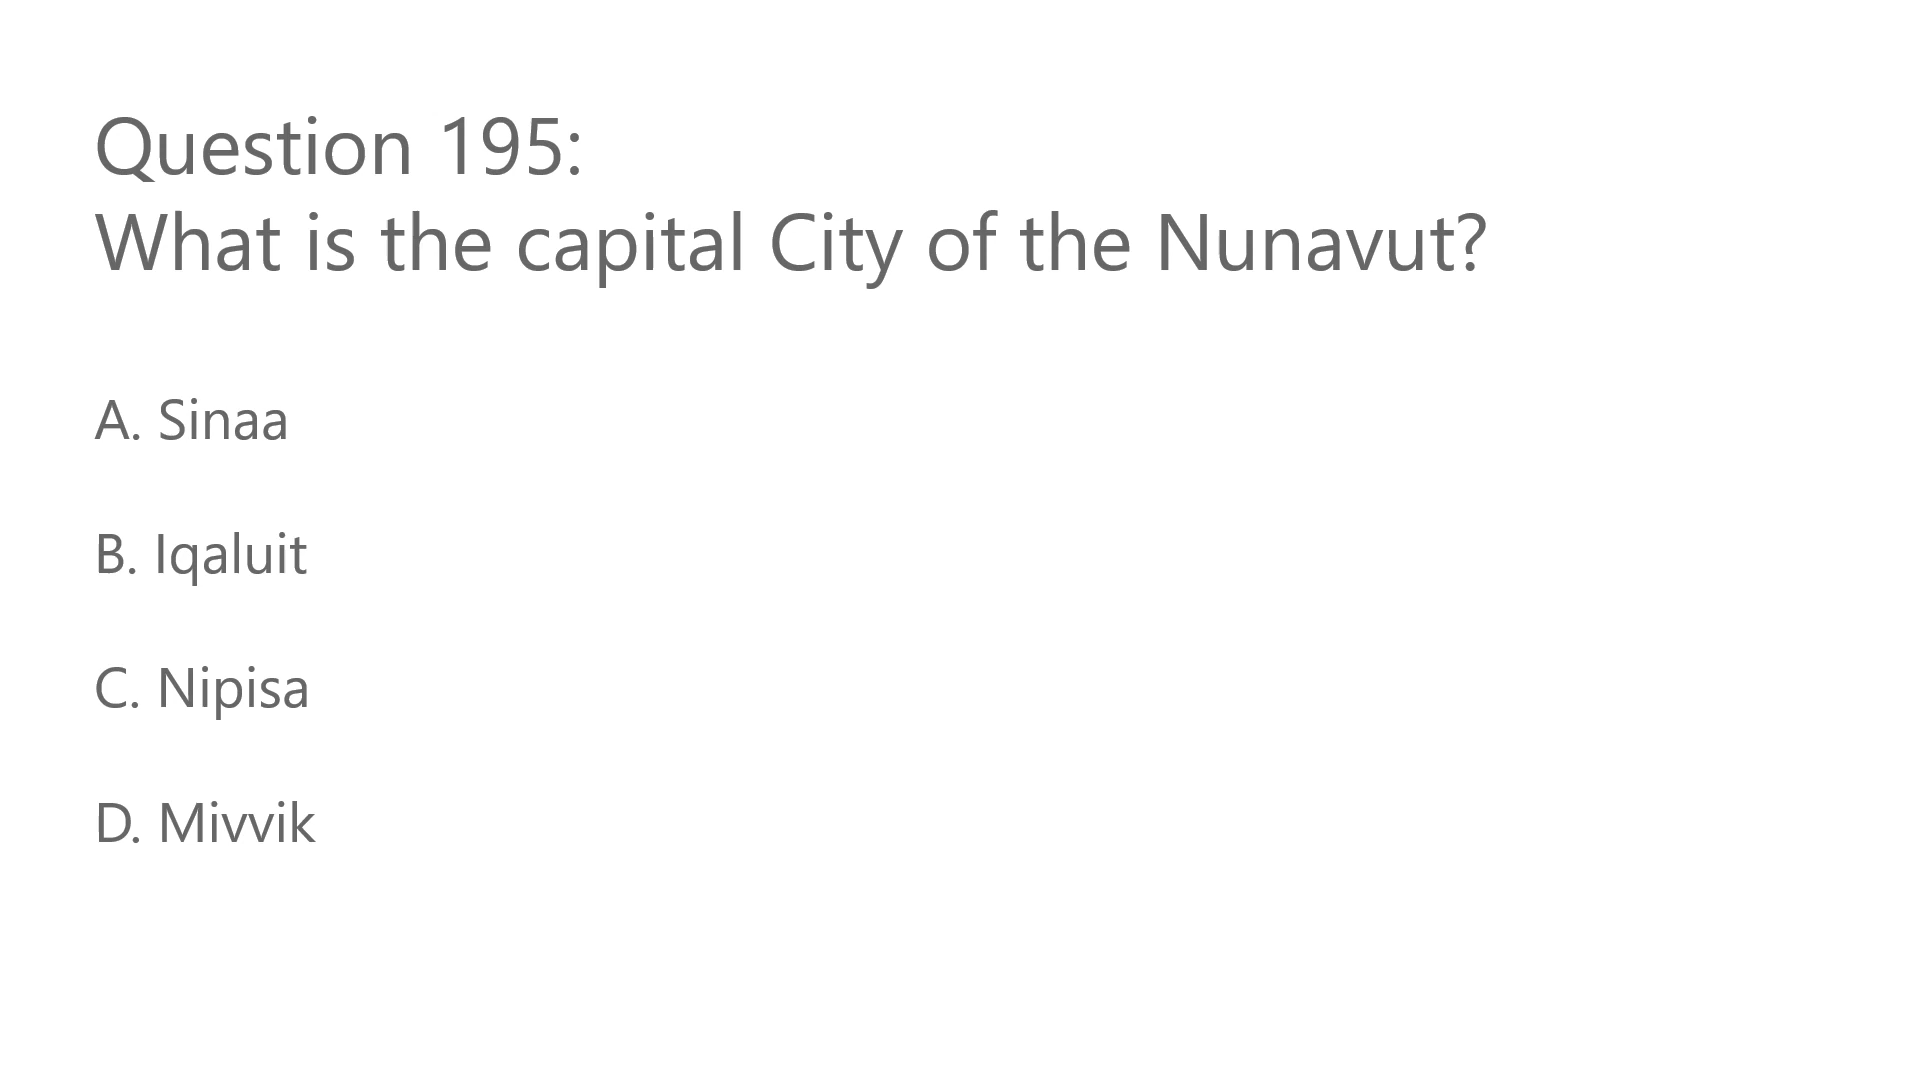 Question 195:
What is the capital City of the Nunavut?
A. Sinaa
B. Iqaluit
C. Nipisa
D. Mivvik